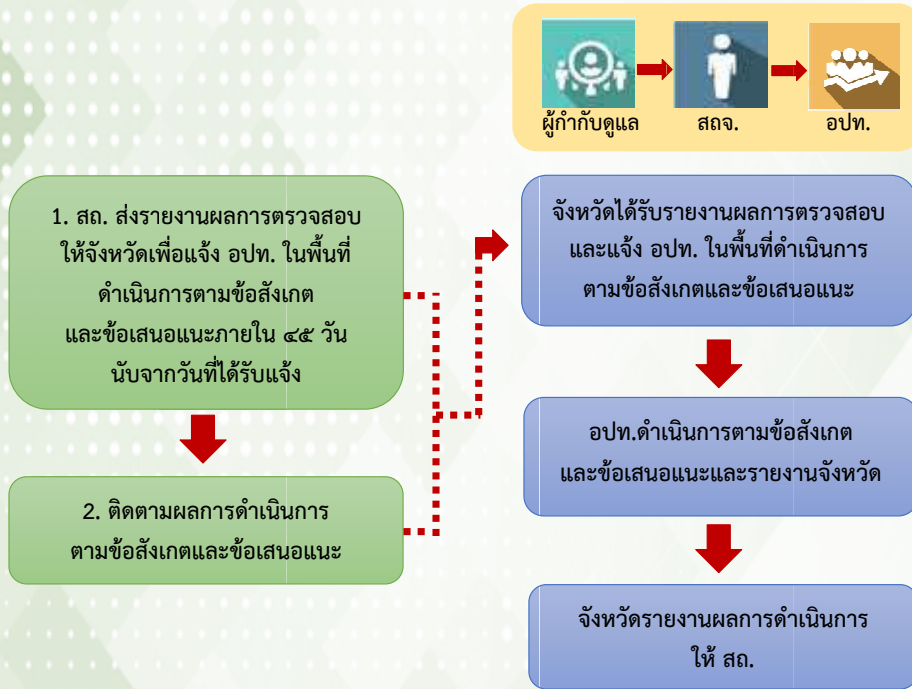 ผู้กำกับดูแล
สถจ.
อปท.
1. สถ. ส่งรายงานผลการตรวจสอบ
ให้จังหวัดเพื่อแจ้ง อปท. ในพื้นที่
ดำเนินการตามข้อสังเกต
และข้อเสนอแนะภายใน ๔๕ วัน
นับจากวันที่ได้รับแจ้ง
2. ติดตามผลการดำเนินการ
ตามข้อสังเกตและข้อเสนอแนะ
จังหวัดได้รับรายงานผลการตรวจสอบ
และแจ้ง อปท. ในพื้นที่ดำเนินการ
ตามข้อสังเกตและข้อเสนอแนะ
อปท.ดำเนินการตามข้อสังเกต
และข้อเสนอแนะและรายงานจังหวัด
จังหวัดรายงานผลการดำเนินการ
ให้ สถ.